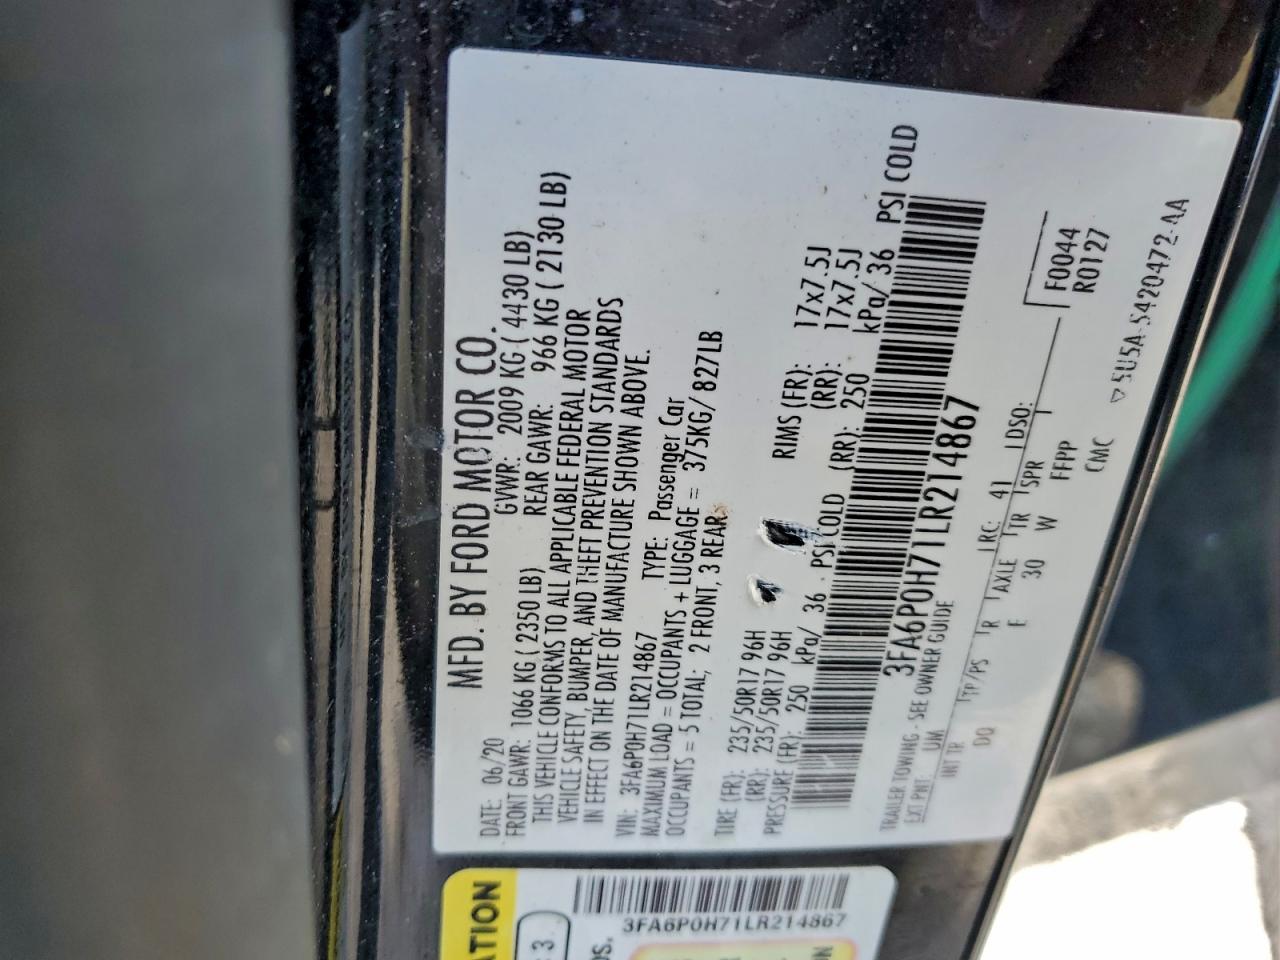 MFD. BY FORD MOTOR CO.
DATE: 06/20 GVWR: 2009 KG ( 4430 LB)
FRONT GAWR: 1066 KG ( 2350 LB) REAR GAWR: 966 KG ( 2130 LB)
THIS VEHICLE CONFORMS TO ALL APPLICABLE FEDERAL MOTOR
VEHICLE SAFETY, BUMPER, AND THEFT PREVENTION STANDARDS
IN EFFECT ON THE DATE OF MANUFACTURE SHOWN ABOVE.
VIN: 3FA6P0H71LR214867 TYPE: Passenger Car
MAXIMUM LOAD = OCCUPANTS + LUGGAGE = 375KG/ 827LB
OCCUPANTS = 5 TOTAL; 2 FRONT, 3 REAR
TIRE (FR): 235/50R17 96H RIMS (FR): 17x7.5J
(RR): 235/50R17 96H (RR): 17x7.5J
PRESSURE (FR): 250 kPa/ 36 PSI COLD (RR): 250 kPa/ 36 PSI COLD
3FA6P0H71LR214867
TRAILER TOWING - SEE OWNER GUIDE
EXT PNT: UM RC: 41 DSO: F0044
INT TR TP/PS R AXLE TR SPR R0127
DQ E 30 W FFPP
CMC
5U5A-5420472-AA
3FA6P0H71LR214867